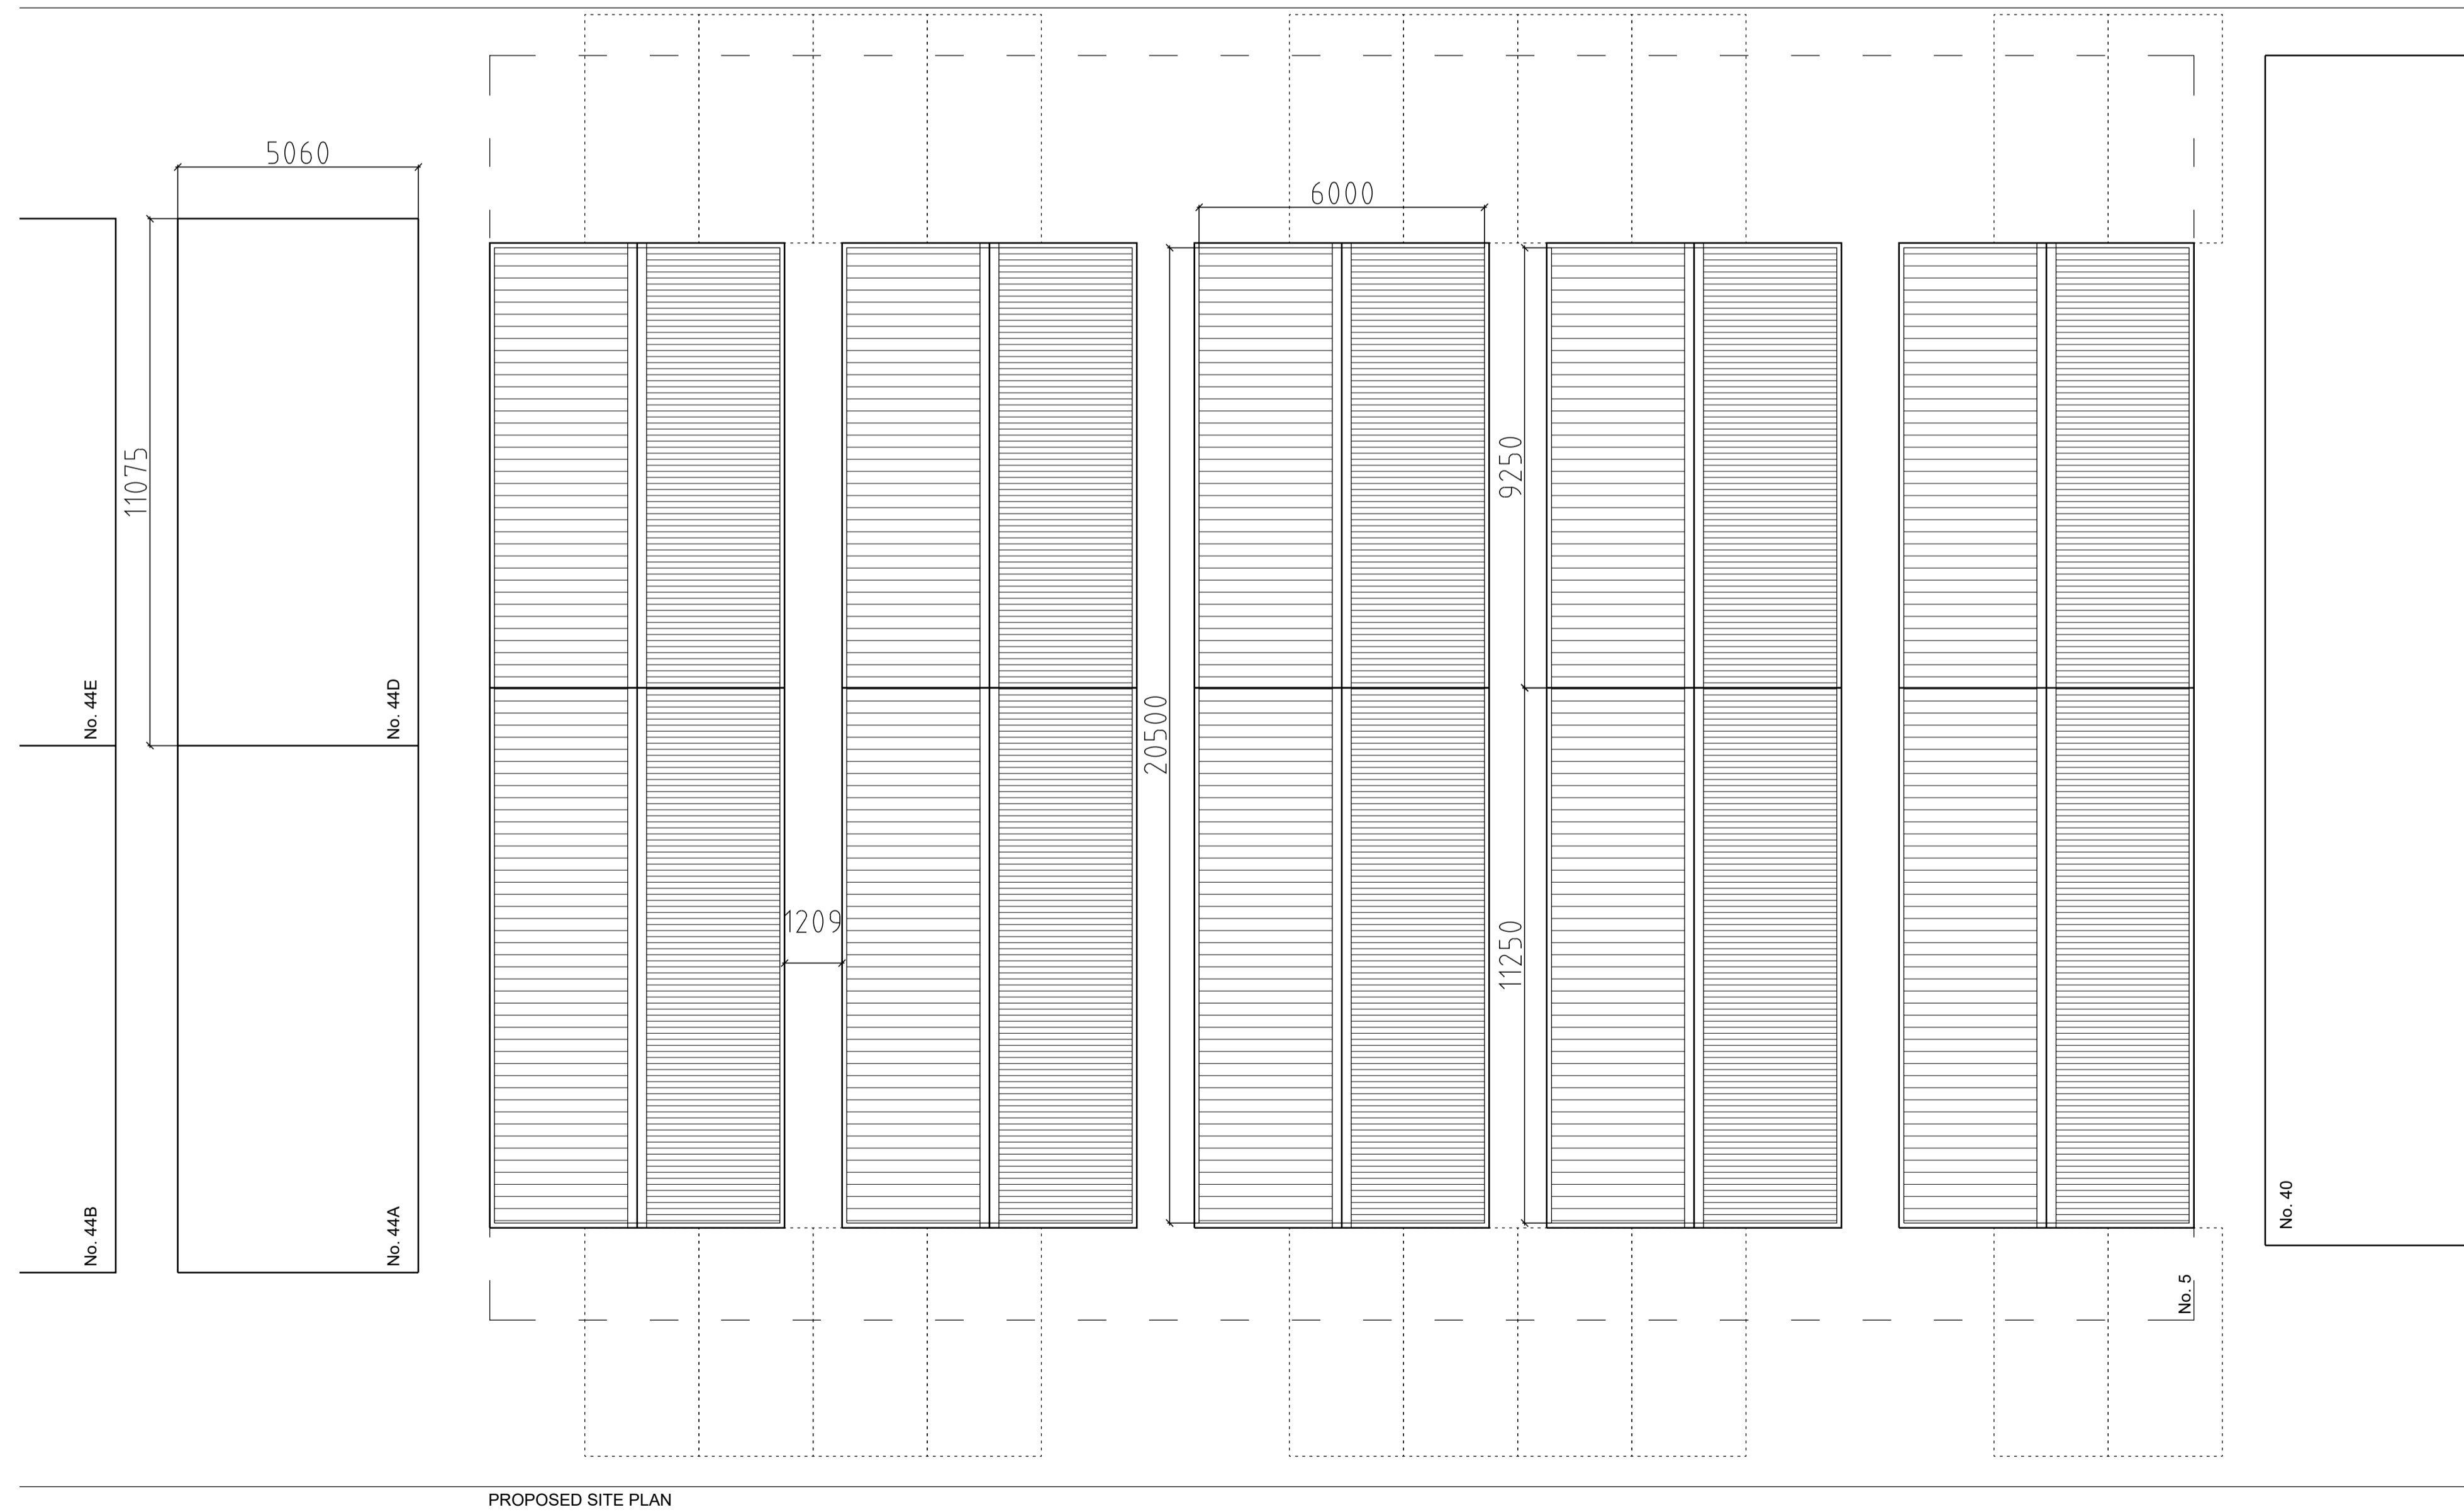 5060
6000
11075
9250
No. 44E
No. 44D
20500
1209
11250
No. 44B
No. 44A
No. 40
No. 5
PROPOSED SITE PLAN